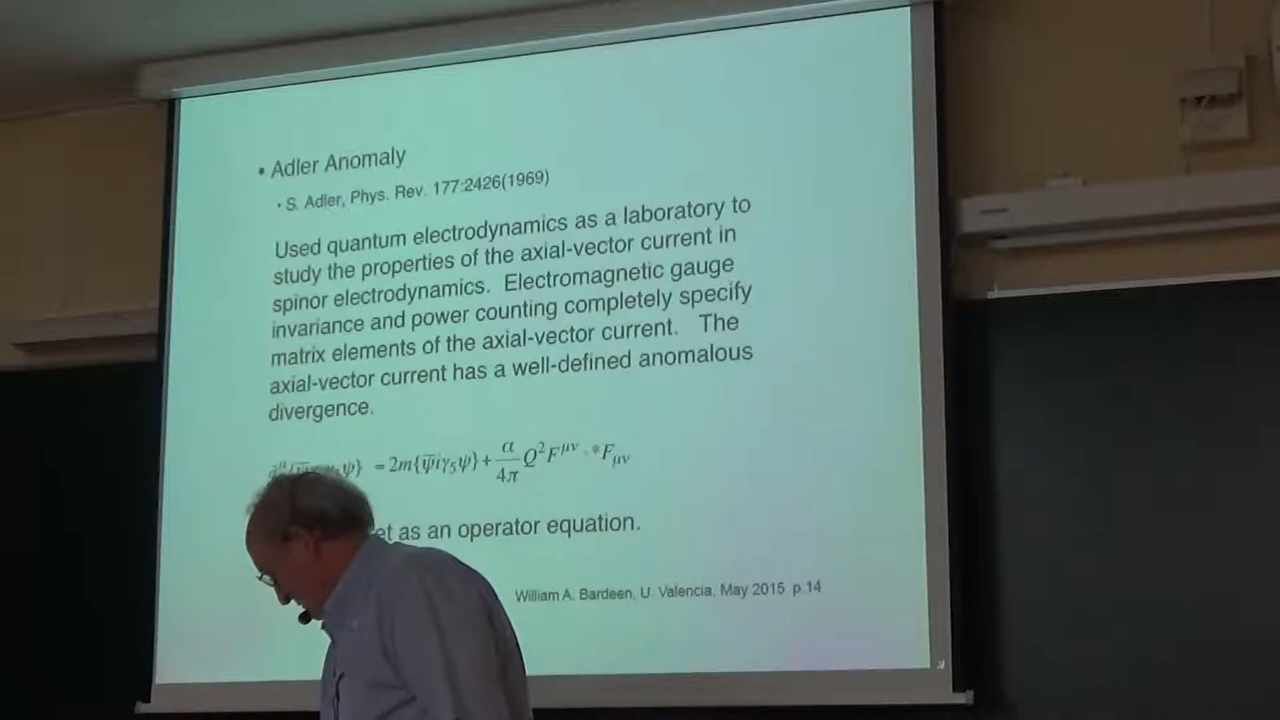 • Adler Anomaly
• S. Adler, Phys. Rev. 177:2426(1969)
Used quantum electrodynamics as a laboratory to
study the properties of the axial-vector current in
spinor electrodynamics. Electromagnetic gauge
invariance and power counting completely specify
matrix elements of the axial-vector current. The
axial-vector current has a well-defined anomalous
divergence.
ψ} = 2m{ψ̅iγ₅ψ} + α/4π Q²F^μν · *F_μν
as an operator equation.
William A. Bardeen, U. Valencia, May 2015 p.14